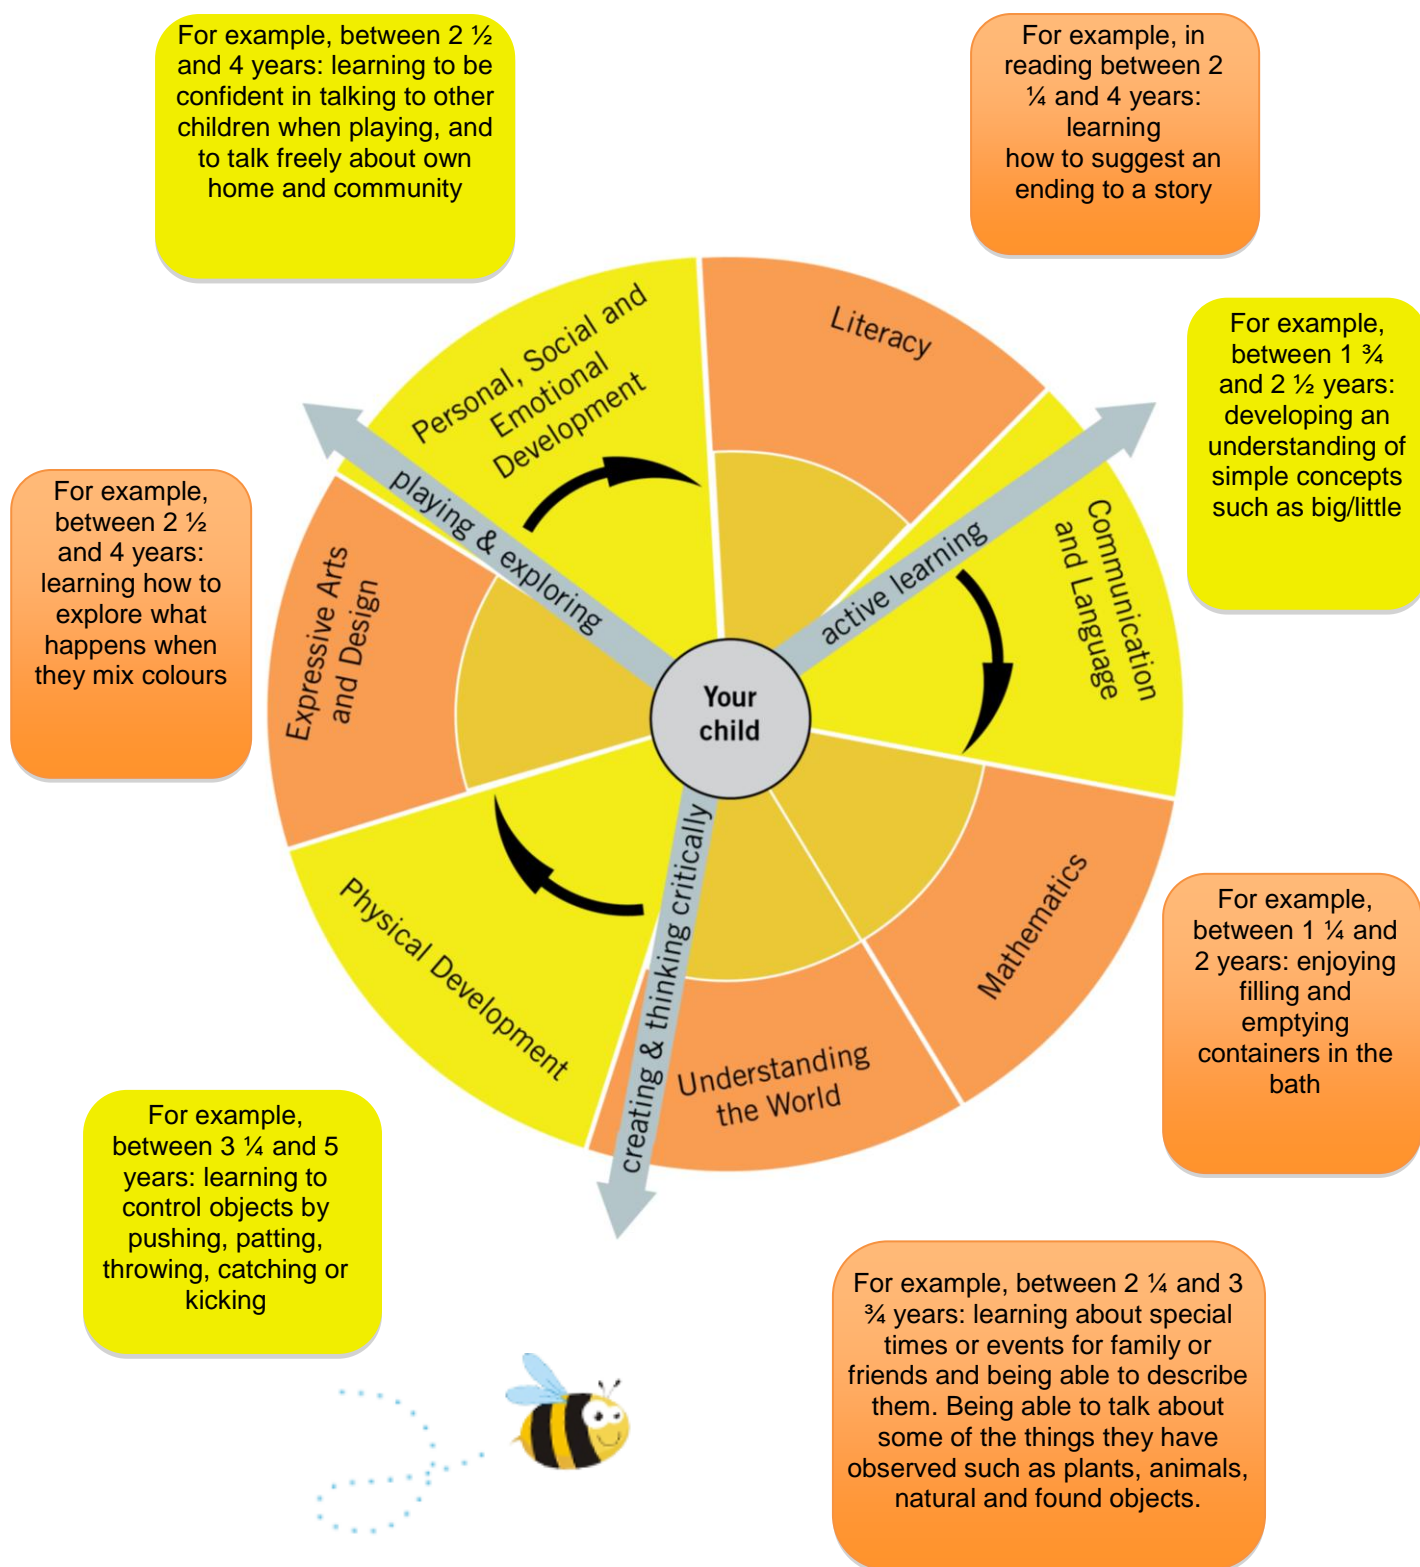 For example, between 2 ½
and 4 years: learning to be
confident in talking to other
children when playing, and
to talk freely about own
home and community
For example, in
reading between 2
¼ and 4 years:
learning
how to suggest an
ending to a story
For example,
between 1 ¾
and 2 ½ years:
developing an
understanding of
simple concepts
such as big/little
For example,
between 2 ½
and 4 years:
learning how to
explore what
happens when
they mix colours
Personal, Social and
Emotional
Development
Literacy
Communication
and Language
Mathematics
Understanding
the World
Physical Development
Expressive Arts
and Design
playing & exploring
active learning
creating & thinking critically
Your
child
For example,
between 1 ¼ and
2 years: enjoying
filling and
emptying
containers in the
bath
For example,
between 3 ¼ and 5
years: learning to
control objects by
pushing, patting,
throwing, catching or
kicking
For example, between 2 ¼ and 3
¾ years: learning about special
times or events for family or
friends and being able to describe
them. Being able to talk about
some of the things they have
observed such as plants, animals,
natural and found objects.